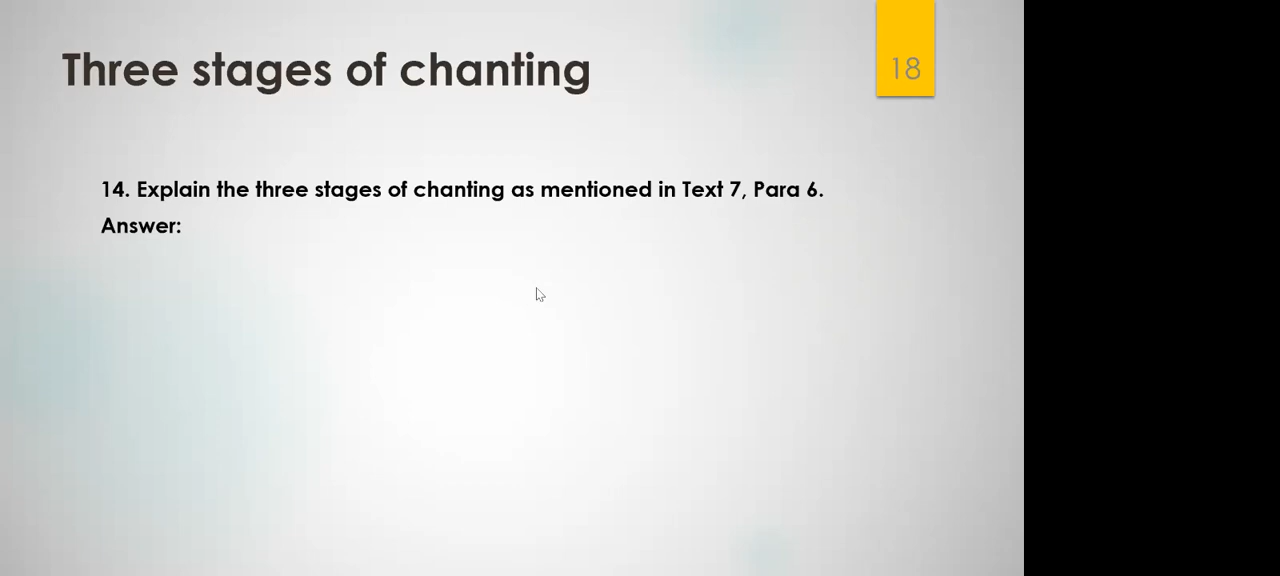 Three stages of chanting
18
14. Explain the three stages of chanting as mentioned in Text 7, Para 6.
Answer: